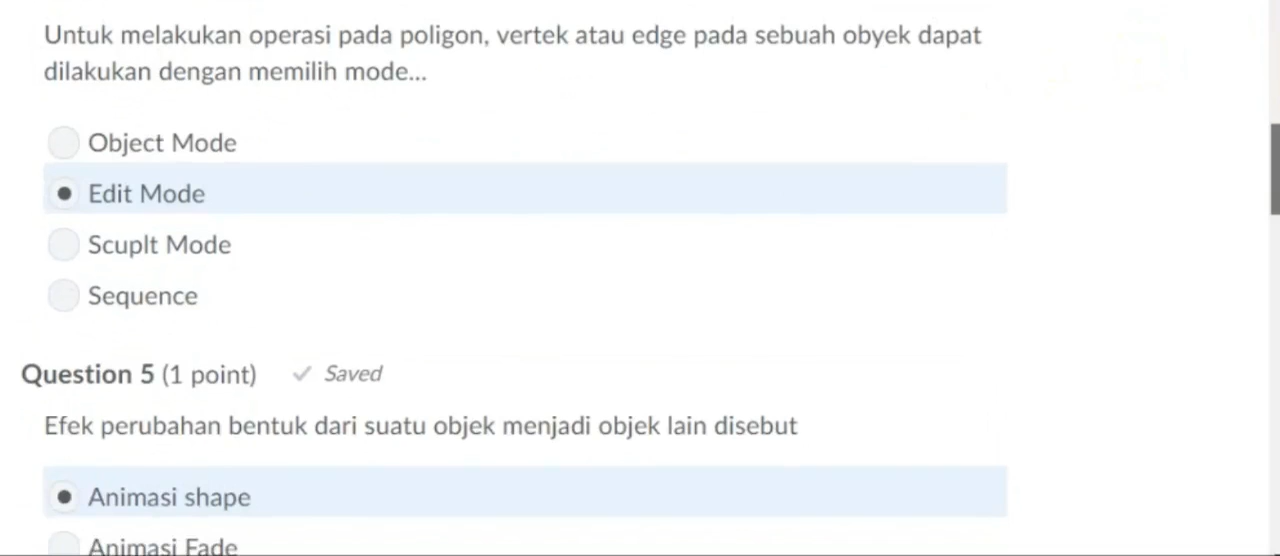 Untuk melakukan operasi pada poligon, vertek atau edge pada sebuah obyek dapat
dilakukan dengan memilih mode...
Object Mode
Edit Mode
Scuplt Mode
Sequence
Question 5 (1 point) ✓ Saved
Efek perubahan bentuk dari suatu objek menjadi objek lain disebut
Animasi shape
Animasi Fade